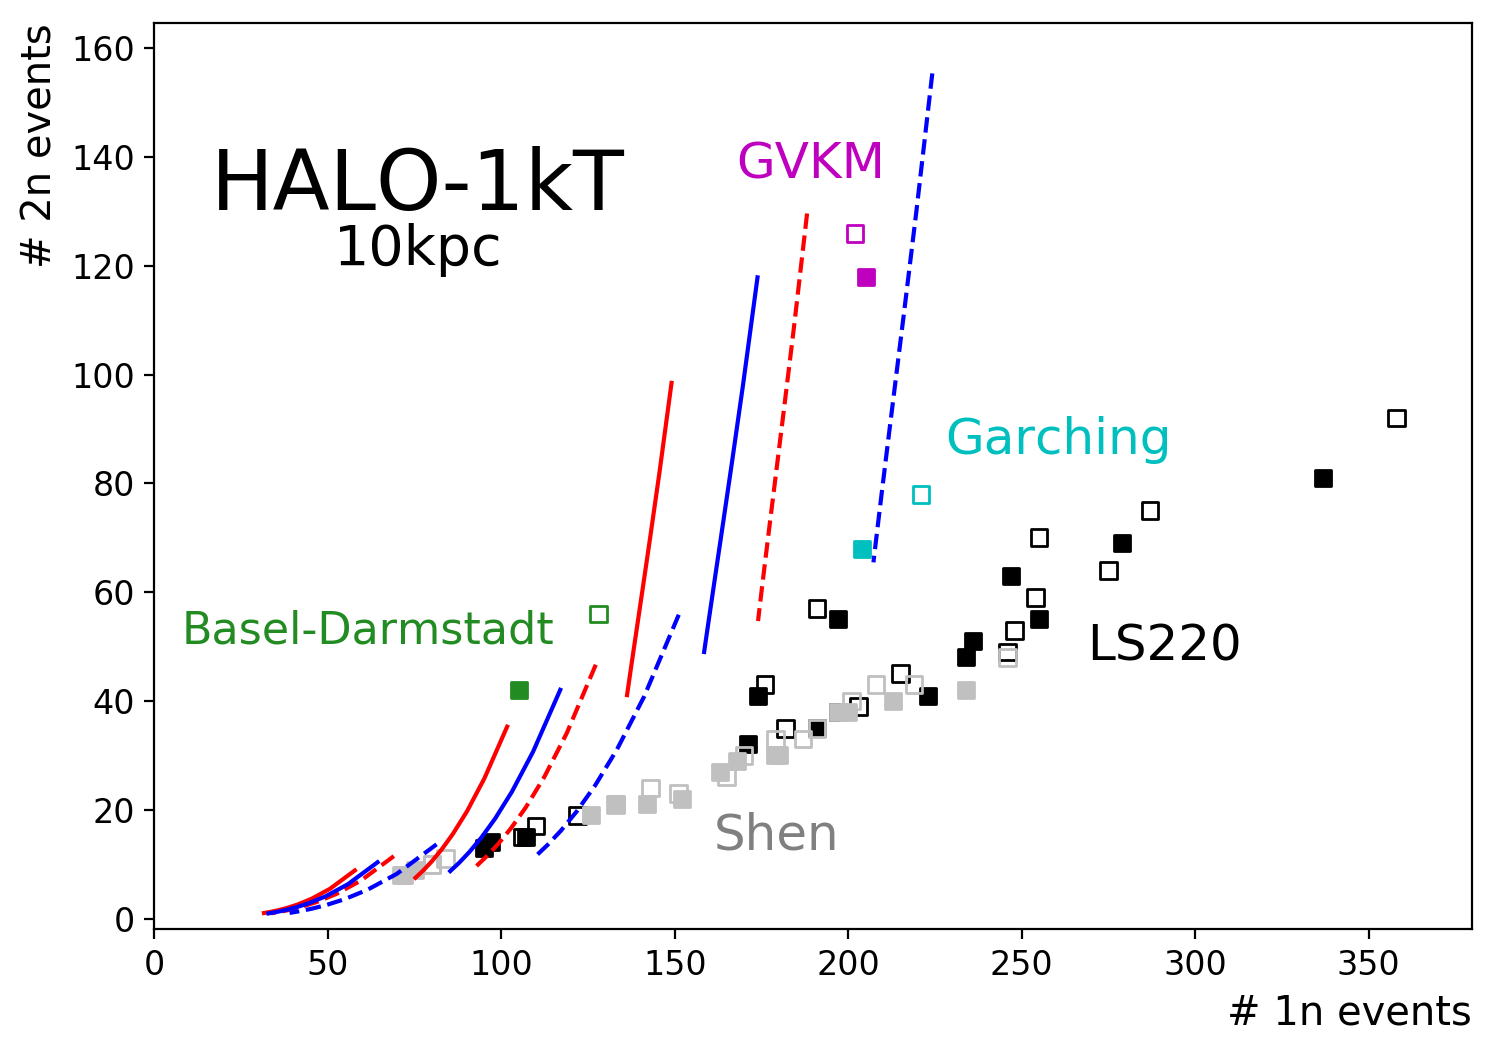 # 2n events
160
140
120
100
80
60
40
20
0
HALO-1kT
10kpc
GVKM
Garching
Basel-Darmstadt
LS220
Shen
0 50 100 150 200 250 300 350
# 1n events